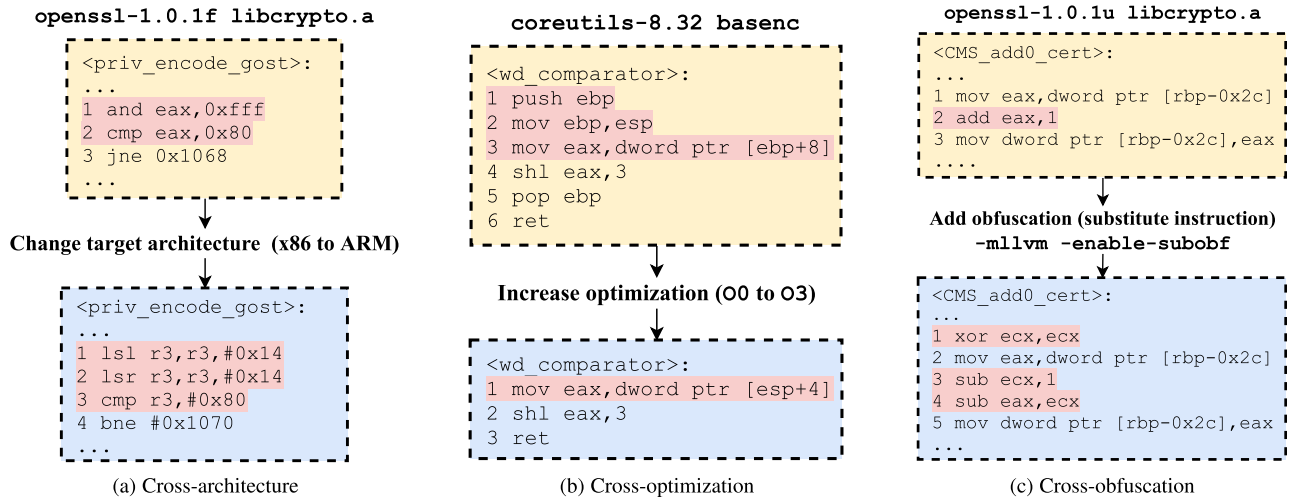 openssl-1.0.1f libcrypto.a
<priv_encode_gost>:
...
1 and eax,0xfff
2 cmp eax,0x80
3 jne 0x1068
...
Change target architecture (x86 to ARM)
<priv_encode_gost>:
...
1 lsl r3,r3,#0x14
2 lsr r3,r3,#0x14
3 cmp r3,#0x80
4 bne #0x1070
...
(a) Cross-architecture
coreutils-8.32 basenc
<wd_comparator>:
1 push ebp
2 mov ebp,esp
3 mov eax,dword ptr [ebp+8]
4 shl eax,3
5 pop ebp
6 ret
Increase optimization (O0 to O3)
<wd_comparator>:
1 mov eax,dword ptr [esp+4]
2 shl eax,3
3 ret
(b) Cross-optimization
openssl-1.0.1u libcrypto.a
<CMS_add0_cert>:
...
1 mov eax,dword ptr [rbp-0x2c]
2 add eax,1
3 mov dword ptr [rbp-0x2c],eax
....
Add obfuscation (substitute instruction)
-mllvm -enable-subobf
<CMS_add0_cert>:
...
1 xor ecx,ecx
2 mov eax,dword ptr [rbp-0x2c]
3 sub ecx,1
4 sub eax,ecx
5 mov dword ptr [rbp-0x2c],eax
...
(c) Cross-obfuscation